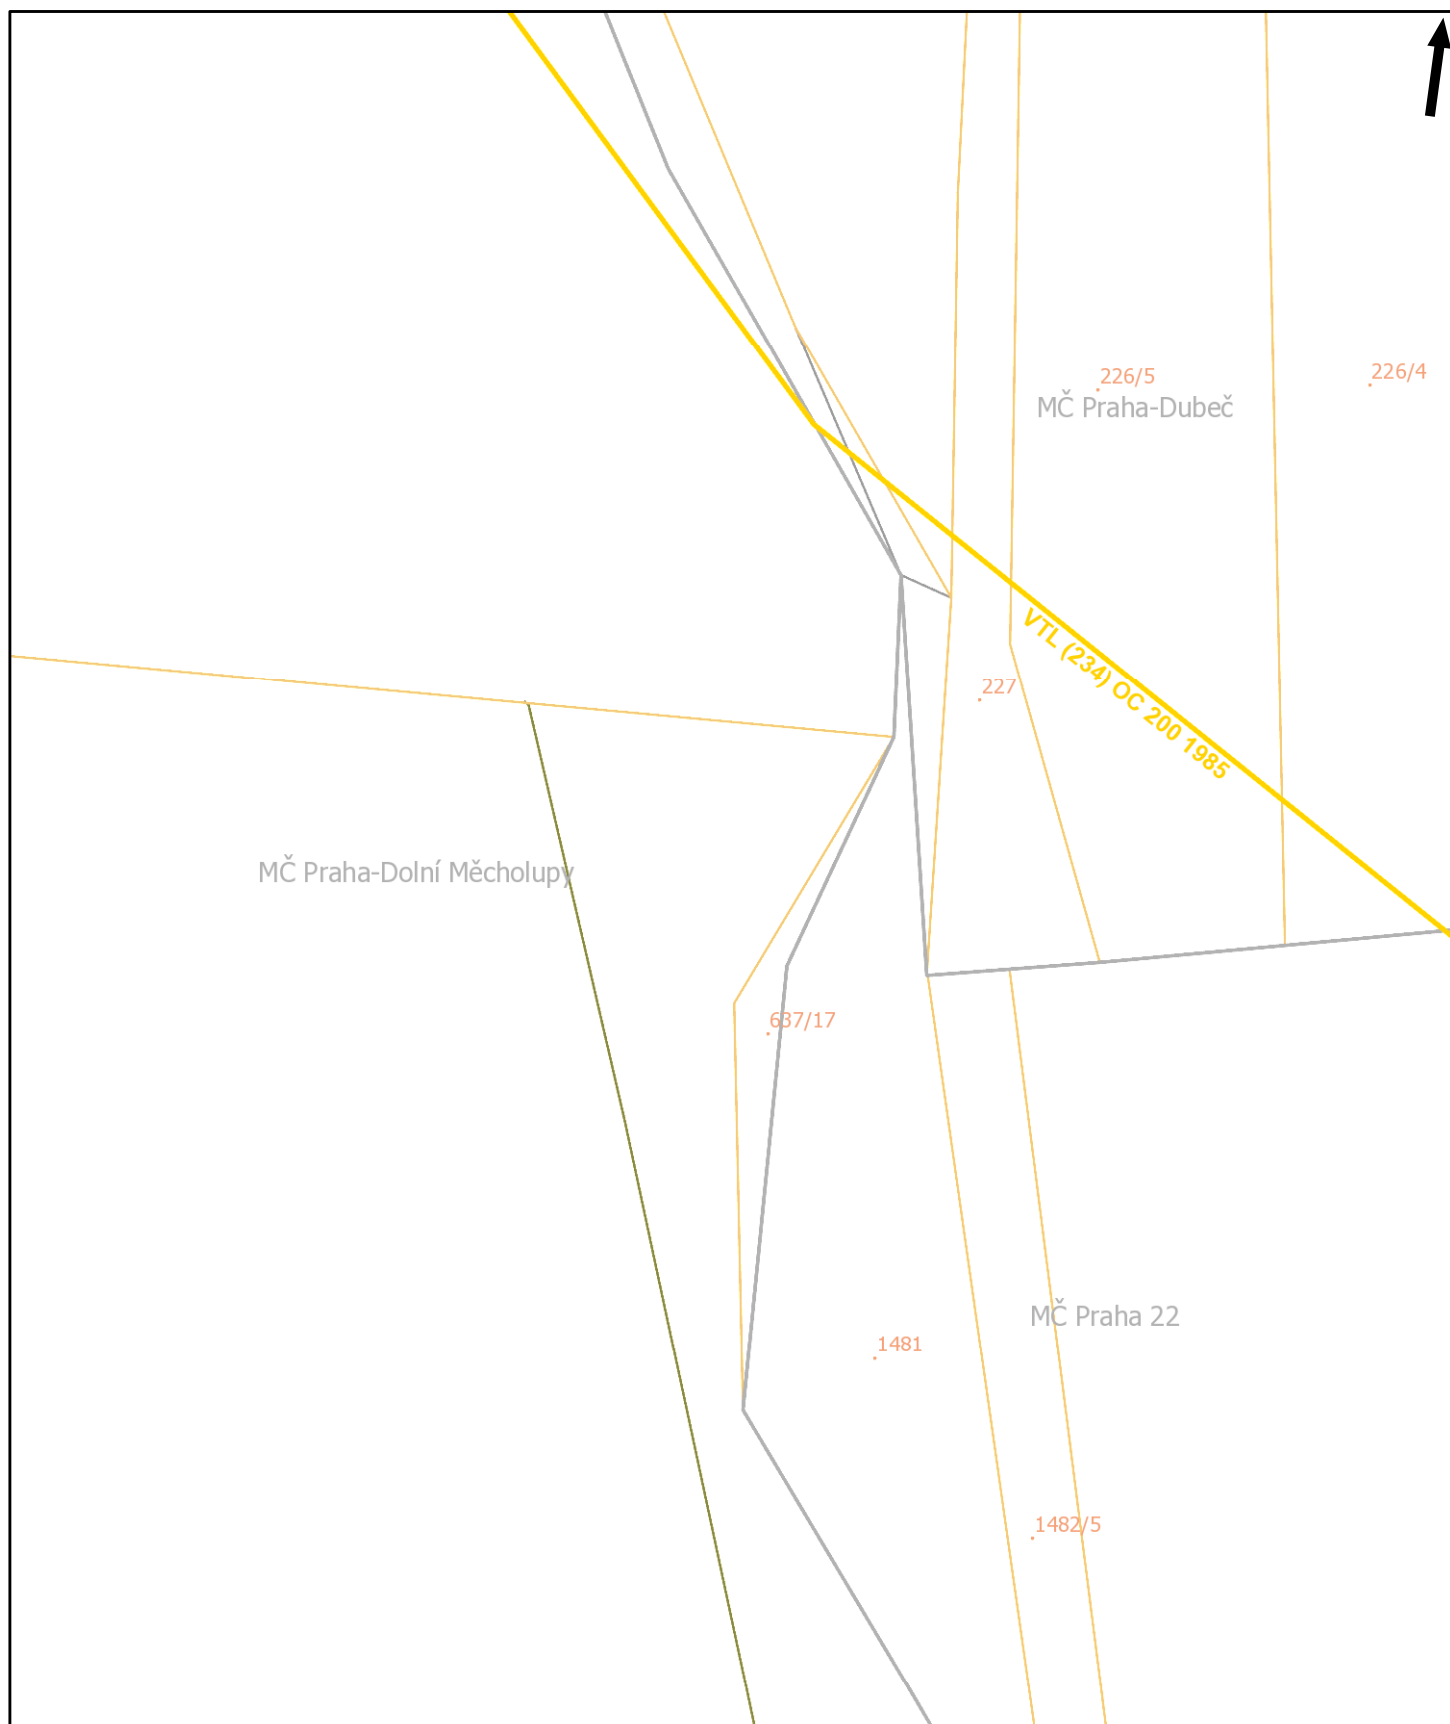 226/4
226/5
MČ Praha-Dubeč
VTL (234) OC 200 1985
227
MČ Praha-Dolní Měcholupy
637/17
MČ Praha 22
1481
1482/5